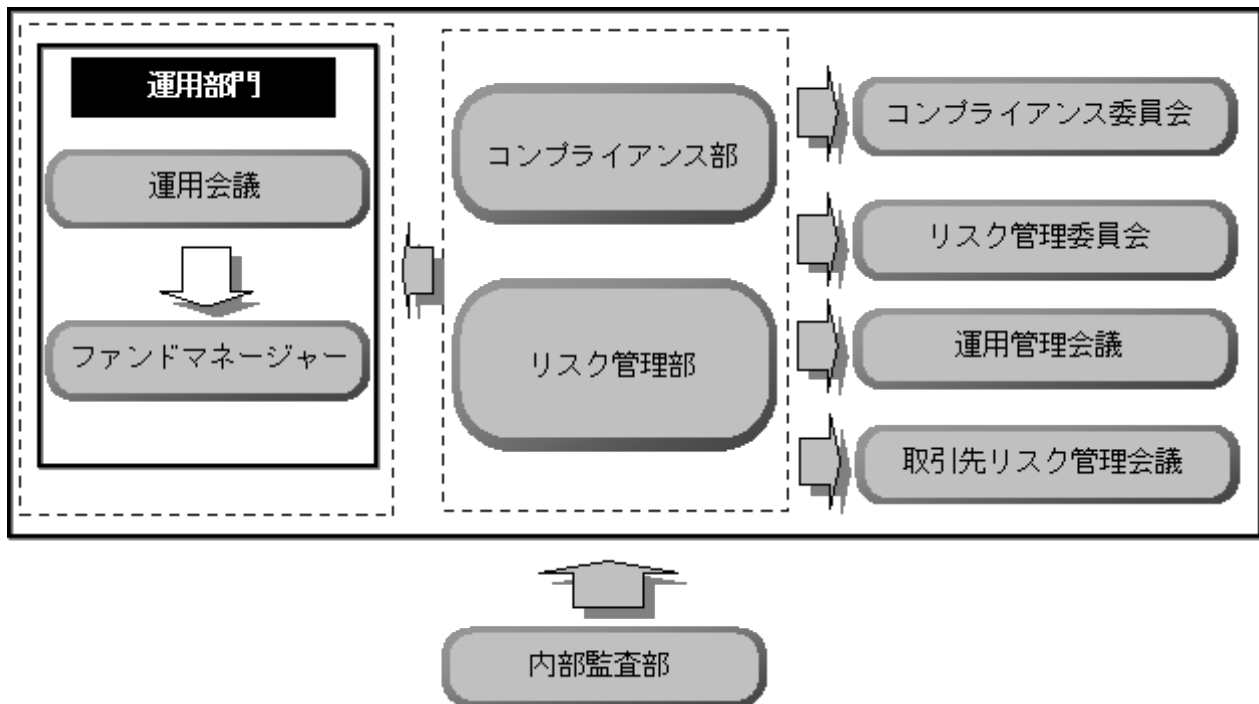 運用部門
運用会議
ファンドマネージャー
コンプライアンス部
リスク管理部
コンプライアンス委員会
リスク管理委員会
運用管理会議
取引先リスク管理会議
内部監査部